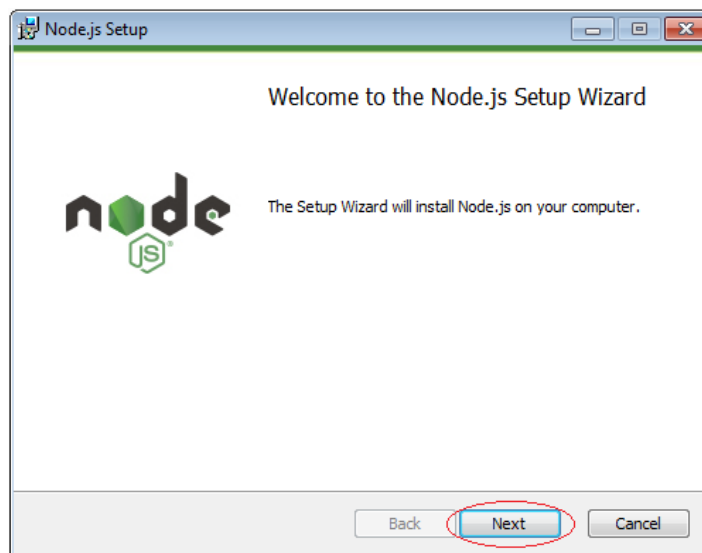 Node.js Setup
Welcome to the Node.js Setup Wizard
node
JS®
The Setup Wizard will install Node.js on your computer.
Back
Next
Cancel